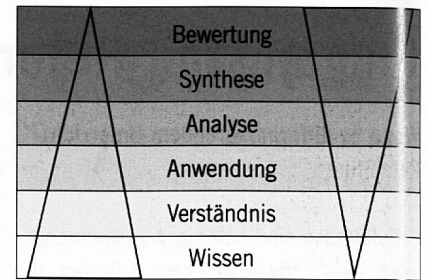 Bewertung
Synthese
Analyse
Anwendung
Verständnis
Wissen